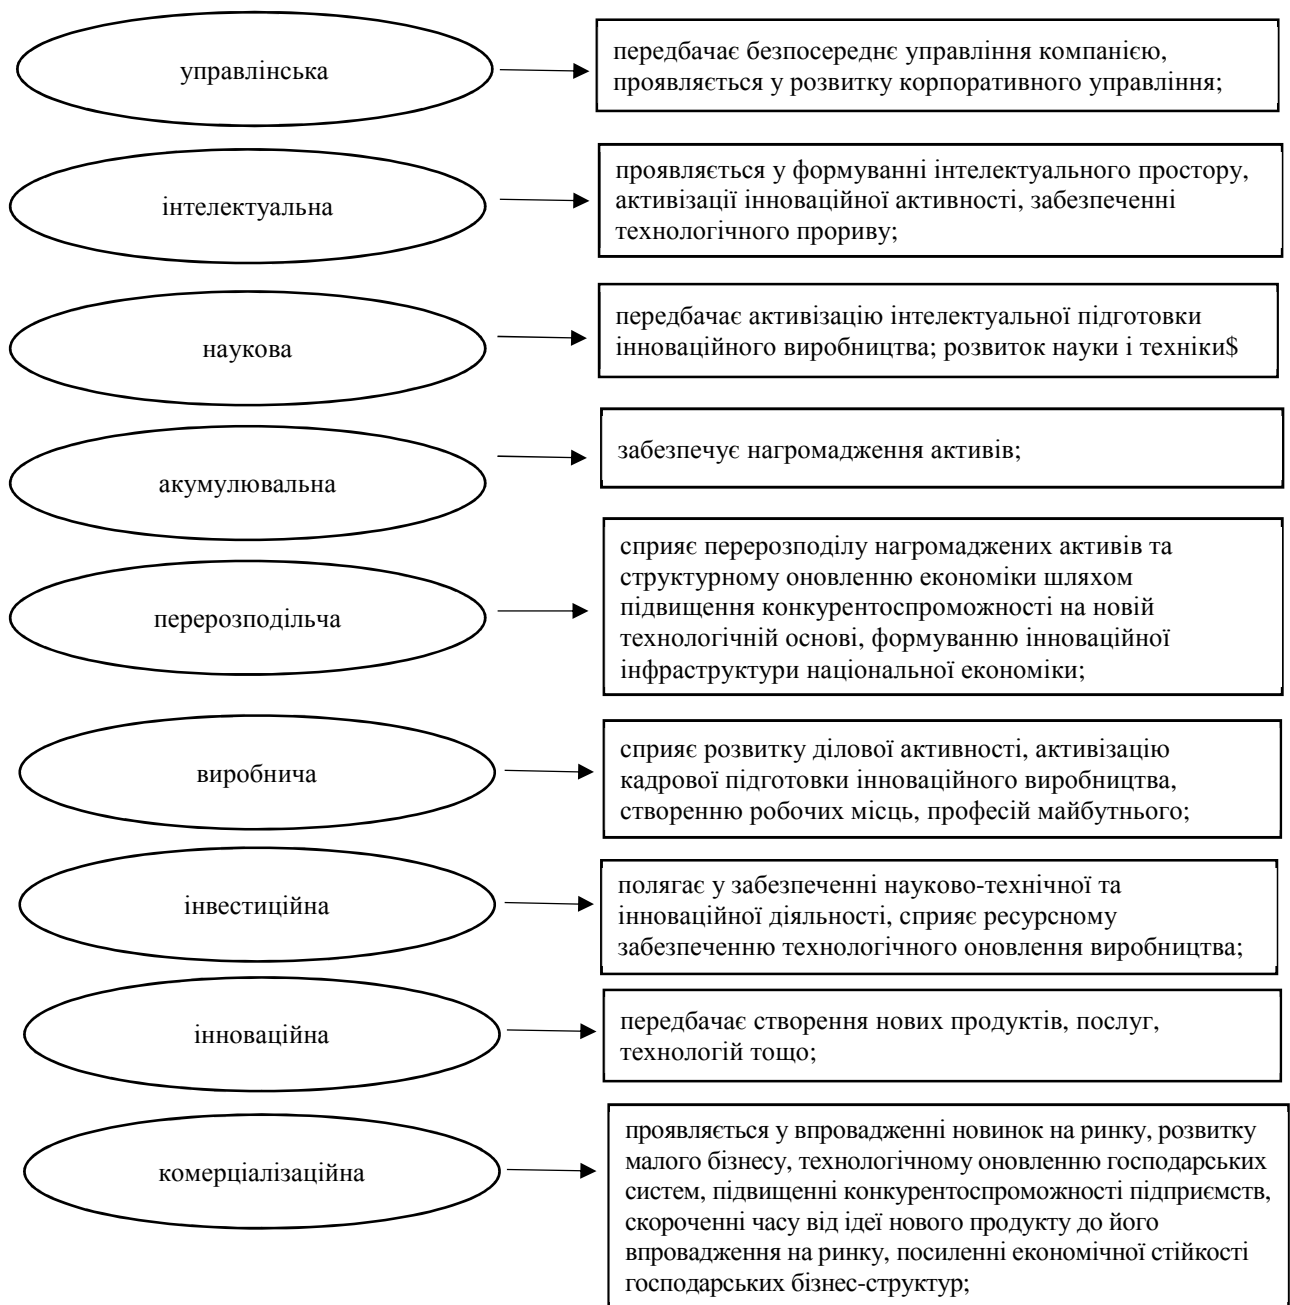 управлінська
передбачає безпосереднє управління компанією,
проявляється у розвитку корпоративного управління;
інтелектуальна
проявляється у формуванні інтелектуального простору,
активізації інноваційної активності, забезпеченні
технологічного прориву;
наукова
передбачає активізацію інтелектуальної підготовки
інноваційного виробництва; розвиток науки і техніки$
акумулювальна
забезпечує нагромадження активів;
перерозподільча
сприяє перерозподілу нагромаджених активів та
структурному оновленню економіки шляхом
підвищення конкурентоспроможності на новій
технологічній основі, формуванню інноваційної
інфраструктури національної економіки;
виробнича
сприяє розвитку ділової активності, активізацію
кадрової підготовки інноваційного виробництва,
створенню робочих місць, професій майбутнього;
інвестиційна
полягає у забезпеченні науково-технічної та
інноваційної діяльності, сприяє ресурсному
забезпеченню технологічного оновлення виробництва;
інноваційна
передбачає створення нових продуктів, послуг,
технологій тощо;
комерціалізаційна
проявляється у впровадженні новинок на ринку, розвитку
малого бізнесу, технологічному оновленню господарських
систем, підвищенні конкурентоспроможності підприємств,
скороченні часу від ідеї нового продукту до його
впровадження на ринку, посиленні економічної стійкості
господарських бізнес-структур;